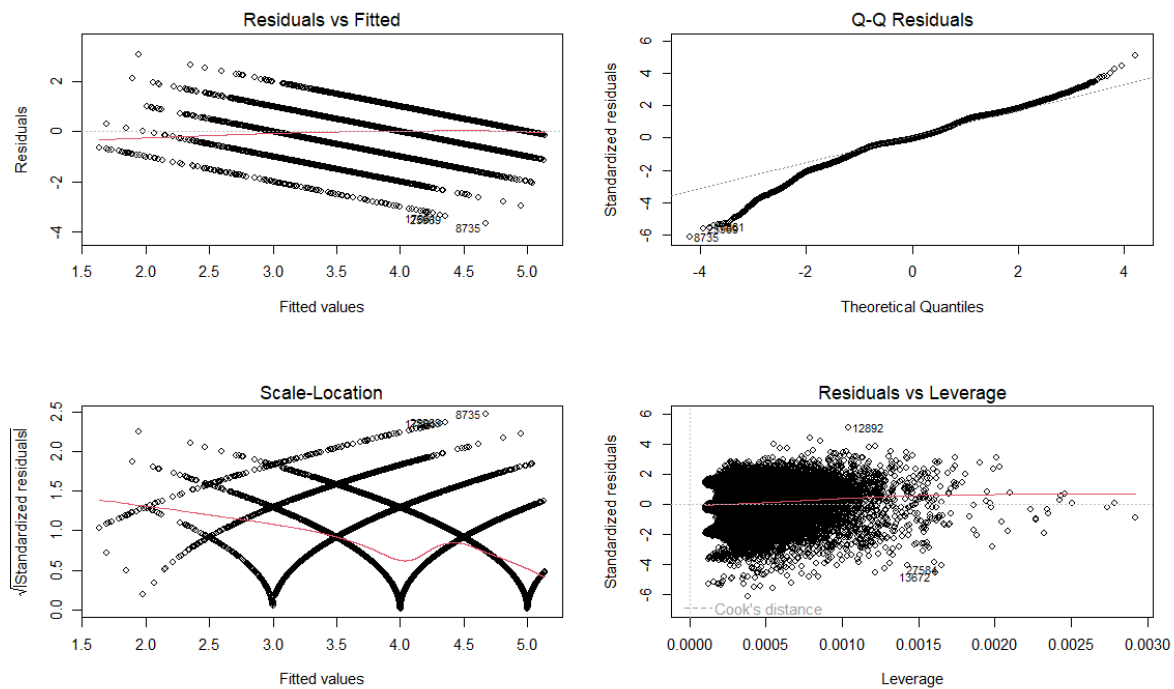 Residuals vs Fitted
Residuals
2
0
-2
-4
8735
1.5 2.0 2.5 3.0 3.5 4.0 4.5 5.0
Fitted values
Q-Q Residuals
Standardized residuals
6
4
2
0
-2
-4
-6
8735
-4 -2 0 2 4
Theoretical Quantiles
Scale-Location
√|Standardized residuals|
2.5
2.0
1.5
1.0
0.5
0.0
8735
1.5 2.0 2.5 3.0 3.5 4.0 4.5 5.0
Fitted values
Residuals vs Leverage
Standardized residuals
6
4
2
0
-2
-4
-6
12892
27584
13672
Cook's distance
0.0000 0.0005 0.0010 0.0015 0.0020 0.0025 0.0030
Leverage